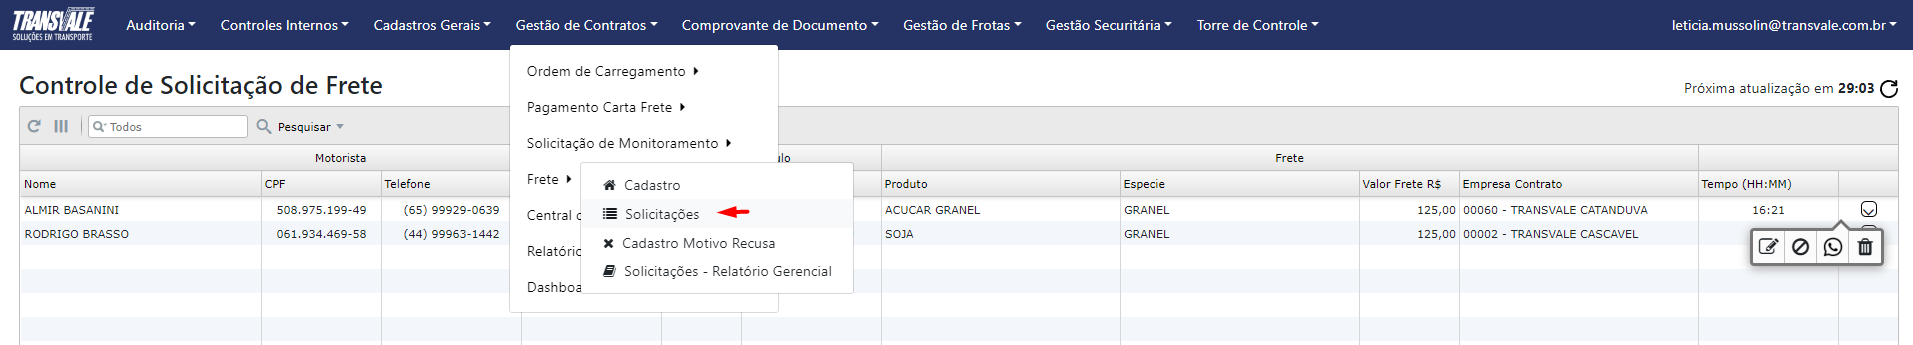 TRANSVALE
SOLUÇÕES EM TRANSPORTE
Auditoria Controles Internos Cadastros Gerais Gestão de Contratos Comprovante de Documento Gestão de Frotas Gestão Securitária Torre de Controle leticia.mussolin@transvale.com.br
Controle de Solicitação de Frete
Próxima atualização em 29:03
Todos Pesquisar
Ordem de Carregamento
Pagamento Carta Frete
Solicitação de Monitoramento
Frete
Relatório
Cadastro
Solicitações
Cadastro Motivo Recusa
Solicitações - Relatório Gerencial
Motorista Frete
Nome CPF Telefone Produto Especie Valor Frete R$ Empresa Contrato Tempo (HH:MM)
ALMIR BASANINI 508.975.199-49 (65) 99929-0639 ACUCAR GRANEL GRANEL 125,00 00060 - TRANSVALE CATANDUVA 16:21
RODRIGO BRASSO 061.934.469-58 (44) 99963-1442 SOJA GRANEL 125,00 00002 - TRANSVALE CASCAVEL